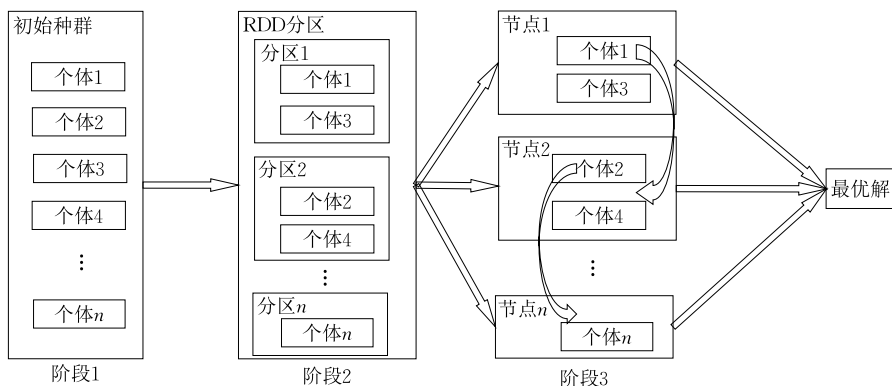 初始种群
个体1
个体2
个体3
个体4
⋮
个体n
阶段1
RDD分区
分区1
个体1
个体3
分区2
个体2
个体4
⋮
分区n
个体n
阶段2
节点1
个体1
个体3
节点2
个体2
个体4
⋮
节点n
个体n
阶段3
最优解